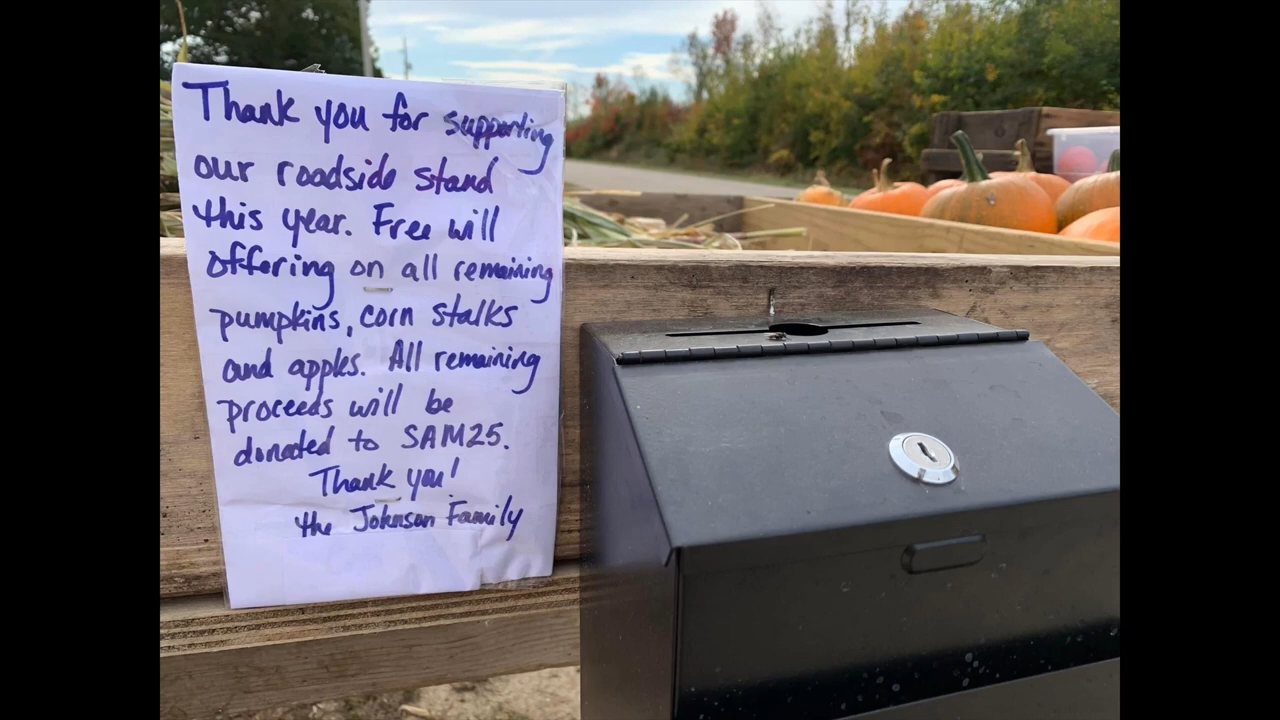 Thank you for supporting
our roadside stand
this year. Free will
offering on all remaining
pumpkins, corn stalks
and apples. All remaining
proceeds will be
donated to SAM25.
Thank you!
the Johnson Family